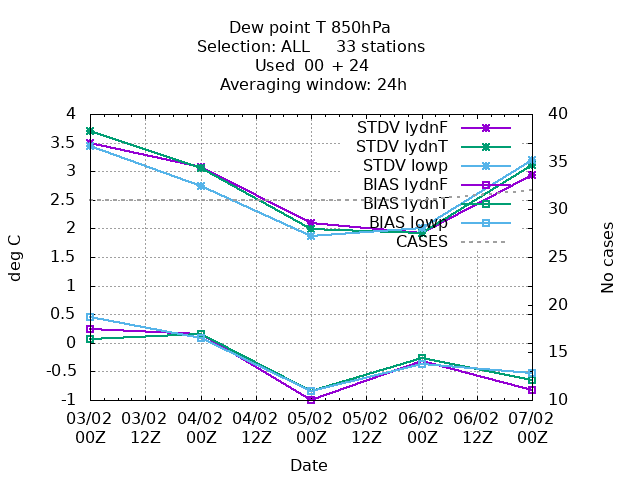 Dew point T 850hPa
Selection: ALL 33 stations
Used 00 + 24
Averaging window: 24h
4 40
STDV lydnF
3.5 STDV lydnT
35
3 STDV lowp
BIAS lydnF
2.5 BIAS lydnT 30
2 BIAS lowp
CASES
1.5 25
1
0.5 20
0 15
-0.5
-1 10
deg C
No cases
03/02 03/02 04/02 04/02 05/02 05/02 06/02 06/02 07/02
00Z 12Z 00Z 12Z 00Z 12Z 00Z 12Z 00Z
Date